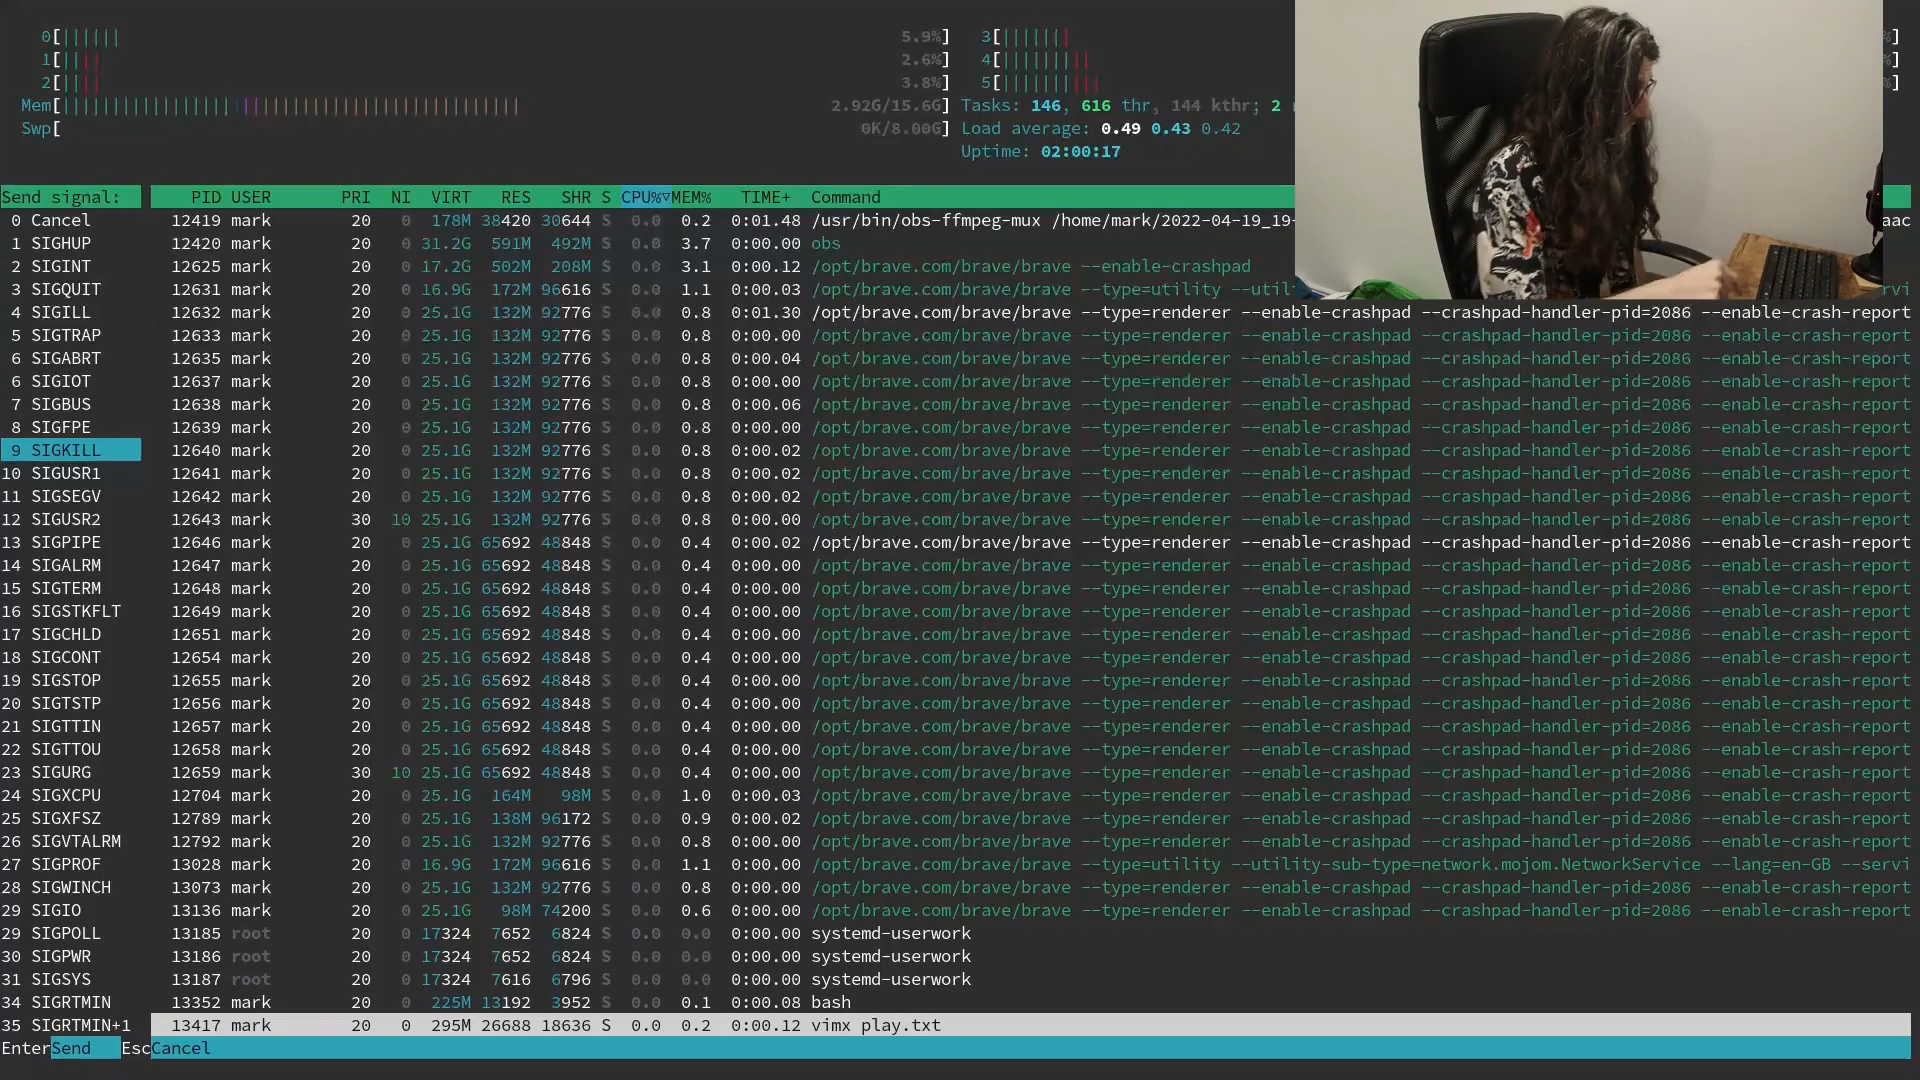 0[||||||	5.9%]	3[|||||||	%]
1[||||	2.6%]	4[|||||||||	%]
2[||||	3.8%]	5[||||||||||	%]
Mem[	2.92G/15.6G]	Tasks: 146, 616 thr, 144 kthr; 2
Swp[	0K/8.00G]	Load average: 0.49 0.43 0.42
Uptime: 02:00:17
Send signal:	PID USER	PRI	NI	VIRT	RES	SHR S CPU%▽MEM%	TIME+	Command
0 Cancel	12419 mark	20	0	178M 38420 30644 S	0.0	0.2	0:01.48 /usr/bin/obs-ffmpeg-mux /home/mark/2022-04-19_19-	aac
1 SIGHUP	12420 mark	20	0 31.2G	591M	492M S	0.0	3.7	0:00.00 obs
2 SIGINT	12625 mark	20	0 17.2G	502M	208M S	0.0	3.1	0:00.12 /opt/brave.com/brave/brave --enable-crashpad
3 SIGQUIT	12631 mark	20	0 16.9G	172M 96616 S	0.0	1.1	0:00.03 /opt/brave.com/brave/brave --type=utility --util	rvi
4 SIGILL	12632 mark	20	0 25.1G	132M 92776 S	0.0	0.8	0:01.30 /opt/brave.com/brave/brave --type=renderer --enable-crashpad --crashpad-handler-pid=2086 --enable-crash-report
5 SIGTRAP	12633 mark	20	0 25.1G	132M 92776 S	0.0	0.8	0:00.00 /opt/brave.com/brave/brave --type=renderer --enable-crashpad --crashpad-handler-pid=2086 --enable-crash-report
6 SIGABRT	12635 mark	20	0 25.1G	132M 92776 S	0.0	0.8	0:00.04 /opt/brave.com/brave/brave --type=renderer --enable-crashpad --crashpad-handler-pid=2086 --enable-crash-report
6 SIGIOT	12637 mark	20	0 25.1G	132M 92776 S	0.0	0.8	0:00.00 /opt/brave.com/brave/brave --type=renderer --enable-crashpad --crashpad-handler-pid=2086 --enable-crash-report
7 SIGBUS	12638 mark	20	0 25.1G	132M 92776 S	0.0	0.8	0:00.06 /opt/brave.com/brave/brave --type=renderer --enable-crashpad --crashpad-handler-pid=2086 --enable-crash-report
8 SIGFPE	12639 mark	20	0 25.1G	132M 92776 S	0.0	0.8	0:00.00 /opt/brave.com/brave/brave --type=renderer --enable-crashpad --crashpad-handler-pid=2086 --enable-crash-report
9 SIGKILL	12640 mark	20	0 25.1G	132M 92776 S	0.0	0.8	0:00.02 /opt/brave.com/brave/brave --type=renderer --enable-crashpad --crashpad-handler-pid=2086 --enable-crash-report
10 SIGUSR1	12641 mark	20	0 25.1G	132M 92776 S	0.0	0.8	0:00.02 /opt/brave.com/brave/brave --type=renderer --enable-crashpad --crashpad-handler-pid=2086 --enable-crash-report
11 SIGSEGV	12642 mark	20	0 25.1G	132M 92776 S	0.0	0.8	0:00.02 /opt/brave.com/brave/brave --type=renderer --enable-crashpad --crashpad-handler-pid=2086 --enable-crash-report
12 SIGUSR2	12643 mark	30	10 25.1G	132M 92776 S	0.0	0.8	0:00.00 /opt/brave.com/brave/brave --type=renderer --enable-crashpad --crashpad-handler-pid=2086 --enable-crash-report
13 SIGPIPE	12646 mark	20	0 25.1G 65692 48848 S	0.0	0.4	0:00.02 /opt/brave.com/brave/brave --type=renderer --enable-crashpad --crashpad-handler-pid=2086 --enable-crash-report
14 SIGALRM	12647 mark	20	0 25.1G 65692 48848 S	0.0	0.4	0:00.00 /opt/brave.com/brave/brave --type=renderer --enable-crashpad --crashpad-handler-pid=2086 --enable-crash-report
15 SIGTERM	12648 mark	20	0 25.1G 65692 48848 S	0.0	0.4	0:00.00 /opt/brave.com/brave/brave --type=renderer --enable-crashpad --crashpad-handler-pid=2086 --enable-crash-report
16 SIGSTKFLT	12649 mark	20	0 25.1G 65692 48848 S	0.0	0.4	0:00.00 /opt/brave.com/brave/brave --type=renderer --enable-crashpad --crashpad-handler-pid=2086 --enable-crash-report
17 SIGCHLD	12651 mark	20	0 25.1G 65692 48848 S	0.0	0.4	0:00.00 /opt/brave.com/brave/brave --type=renderer --enable-crashpad --crashpad-handler-pid=2086 --enable-crash-report
18 SIGCONT	12654 mark	20	0 25.1G 65692 48848 S	0.0	0.4	0:00.00 /opt/brave.com/brave/brave --type=renderer --enable-crashpad --crashpad-handler-pid=2086 --enable-crash-report
19 SIGSTOP	12655 mark	20	0 25.1G 65692 48848 S	0.0	0.4	0:00.00 /opt/brave.com/brave/brave --type=renderer --enable-crashpad --crashpad-handler-pid=2086 --enable-crash-report
20 SIGTSTP	12656 mark	20	0 25.1G 65692 48848 S	0.0	0.4	0:00.00 /opt/brave.com/brave/brave --type=renderer --enable-crashpad --crashpad-handler-pid=2086 --enable-crash-report
21 SIGTTIN	12657 mark	20	0 25.1G 65692 48848 S	0.0	0.4	0:00.00 /opt/brave.com/brave/brave --type=renderer --enable-crashpad --crashpad-handler-pid=2086 --enable-crash-report
22 SIGTTOU	12658 mark	20	0 25.1G 65692 48848 S	0.0	0.4	0:00.00 /opt/brave.com/brave/brave --type=renderer --enable-crashpad --crashpad-handler-pid=2086 --enable-crash-report
23 SIGURG	12659 mark	30	10 25.1G 65692 48848 S	0.0	0.4	0:00.00 /opt/brave.com/brave/brave --type=renderer --enable-crashpad --crashpad-handler-pid=2086 --enable-crash-report
24 SIGXCPU	12704 mark	20	0 25.1G	164M	98M S	0.0	1.0	0:00.03 /opt/brave.com/brave/brave --type=renderer --enable-crashpad --crashpad-handler-pid=2086 --enable-crash-report
25 SIGXFSZ	12789 mark	20	0 25.1G	138M 96172 S	0.0	0.9	0:00.02 /opt/brave.com/brave/brave --type=renderer --enable-crashpad --crashpad-handler-pid=2086 --enable-crash-report
26 SIGVTALRM	12792 mark	20	0 25.1G	132M 92776 S	0.0	0.8	0:00.00 /opt/brave.com/brave/brave --type=renderer --enable-crashpad --crashpad-handler-pid=2086 --enable-crash-report
27 SIGPROF	13028 mark	20	0 16.9G	172M 96616 S	0.0	1.1	0:00.00 /opt/brave.com/brave/brave --type=utility --utility-sub-type=network.mojom.NetworkService --lang=en-GB --servi
28 SIGWINCH	13073 mark	20	0 25.1G	132M 92776 S	0.0	0.8	0:00.00 /opt/brave.com/brave/brave --type=renderer --enable-crashpad --crashpad-handler-pid=2086 --enable-crash-report
29 SIGIO	13136 mark	20	0 25.1G	98M 74200 S	0.0	0.6	0:00.00 /opt/brave.com/brave/brave --type=renderer --enable-crashpad --crashpad-handler-pid=2086 --enable-crash-report
29 SIGPOLL	13185 root	20	0 17324	7652	6824 S	0.0	0.0	0:00.00 systemd-userwork
30 SIGPWR	13186 root	20	0 17324	7652	6824 S	0.0	0.0	0:00.00 systemd-userwork
31 SIGSYS	13187 root	20	0 17324	7616	6796 S	0.0	0.0	0:00.00 systemd-userwork
34 SIGRTMIN	13352 mark	20	0	225M 13192	3952 S	0.0	0.1	0:00.08 bash
35 SIGRTMIN+1	13417 mark	20	0	295M 26688 18636 S	0.0	0.2	0:00.12 vimx play.txt
EnterSend	EscCancel